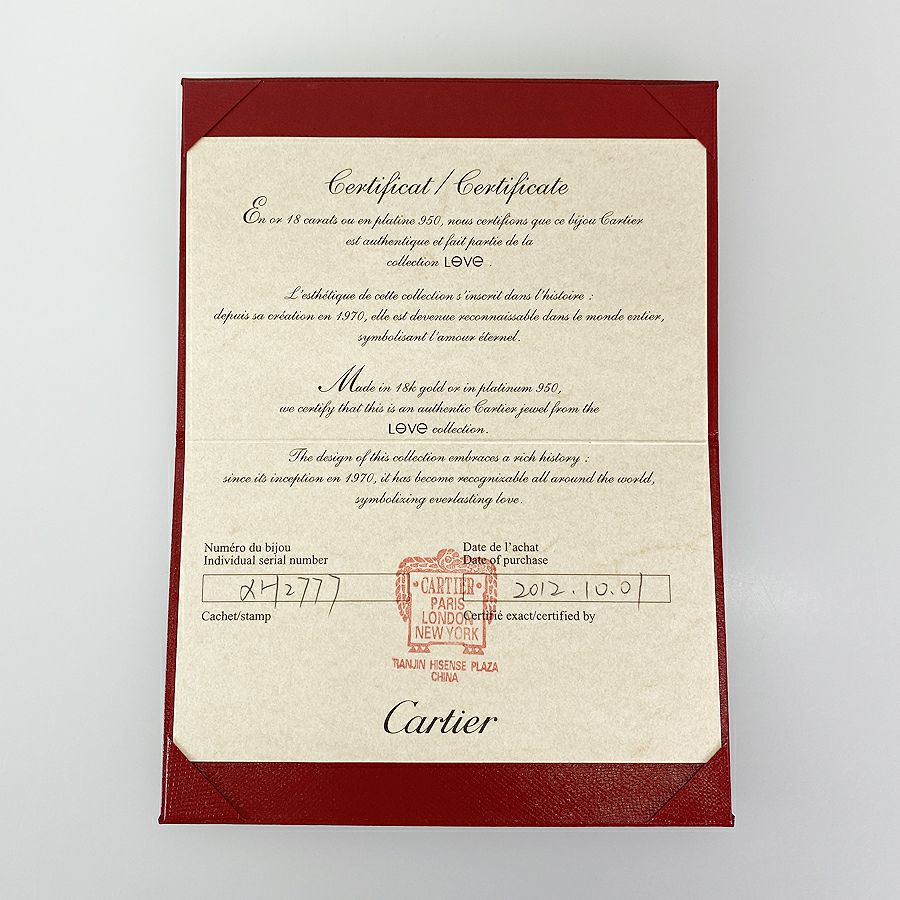 Certificat / Certificate
En or 18 carats ou en platine 950, nous certifions que ce bijou Cartier
est authentique et fait partie de la
collection LOVE .
L'esthétique de cette collection s'inscrit dans l'histoire :
depuis sa création en 1970, elle est devenue reconnaissable dans le monde entier,
symbolisant l'amour éternel.
Made in 18k gold or in platinum 950,
we certify that this is an authentic Cartier jewel from the
LOVE collection.
The design of this collection embraces a rich history :
since its inception en 1970, it has become recognizable all around the world,
symbolizing everlasting love.
Numéro du bijou
Individual serial number
Date de l'achat
Date of purchase
2012.10.01
Cachet/stamp
Certifié exact/certified by
CARTIER
PARIS
LONDON
NEW YORK
TIANJIN HISENSE PLAZA
CHINA
Cartier